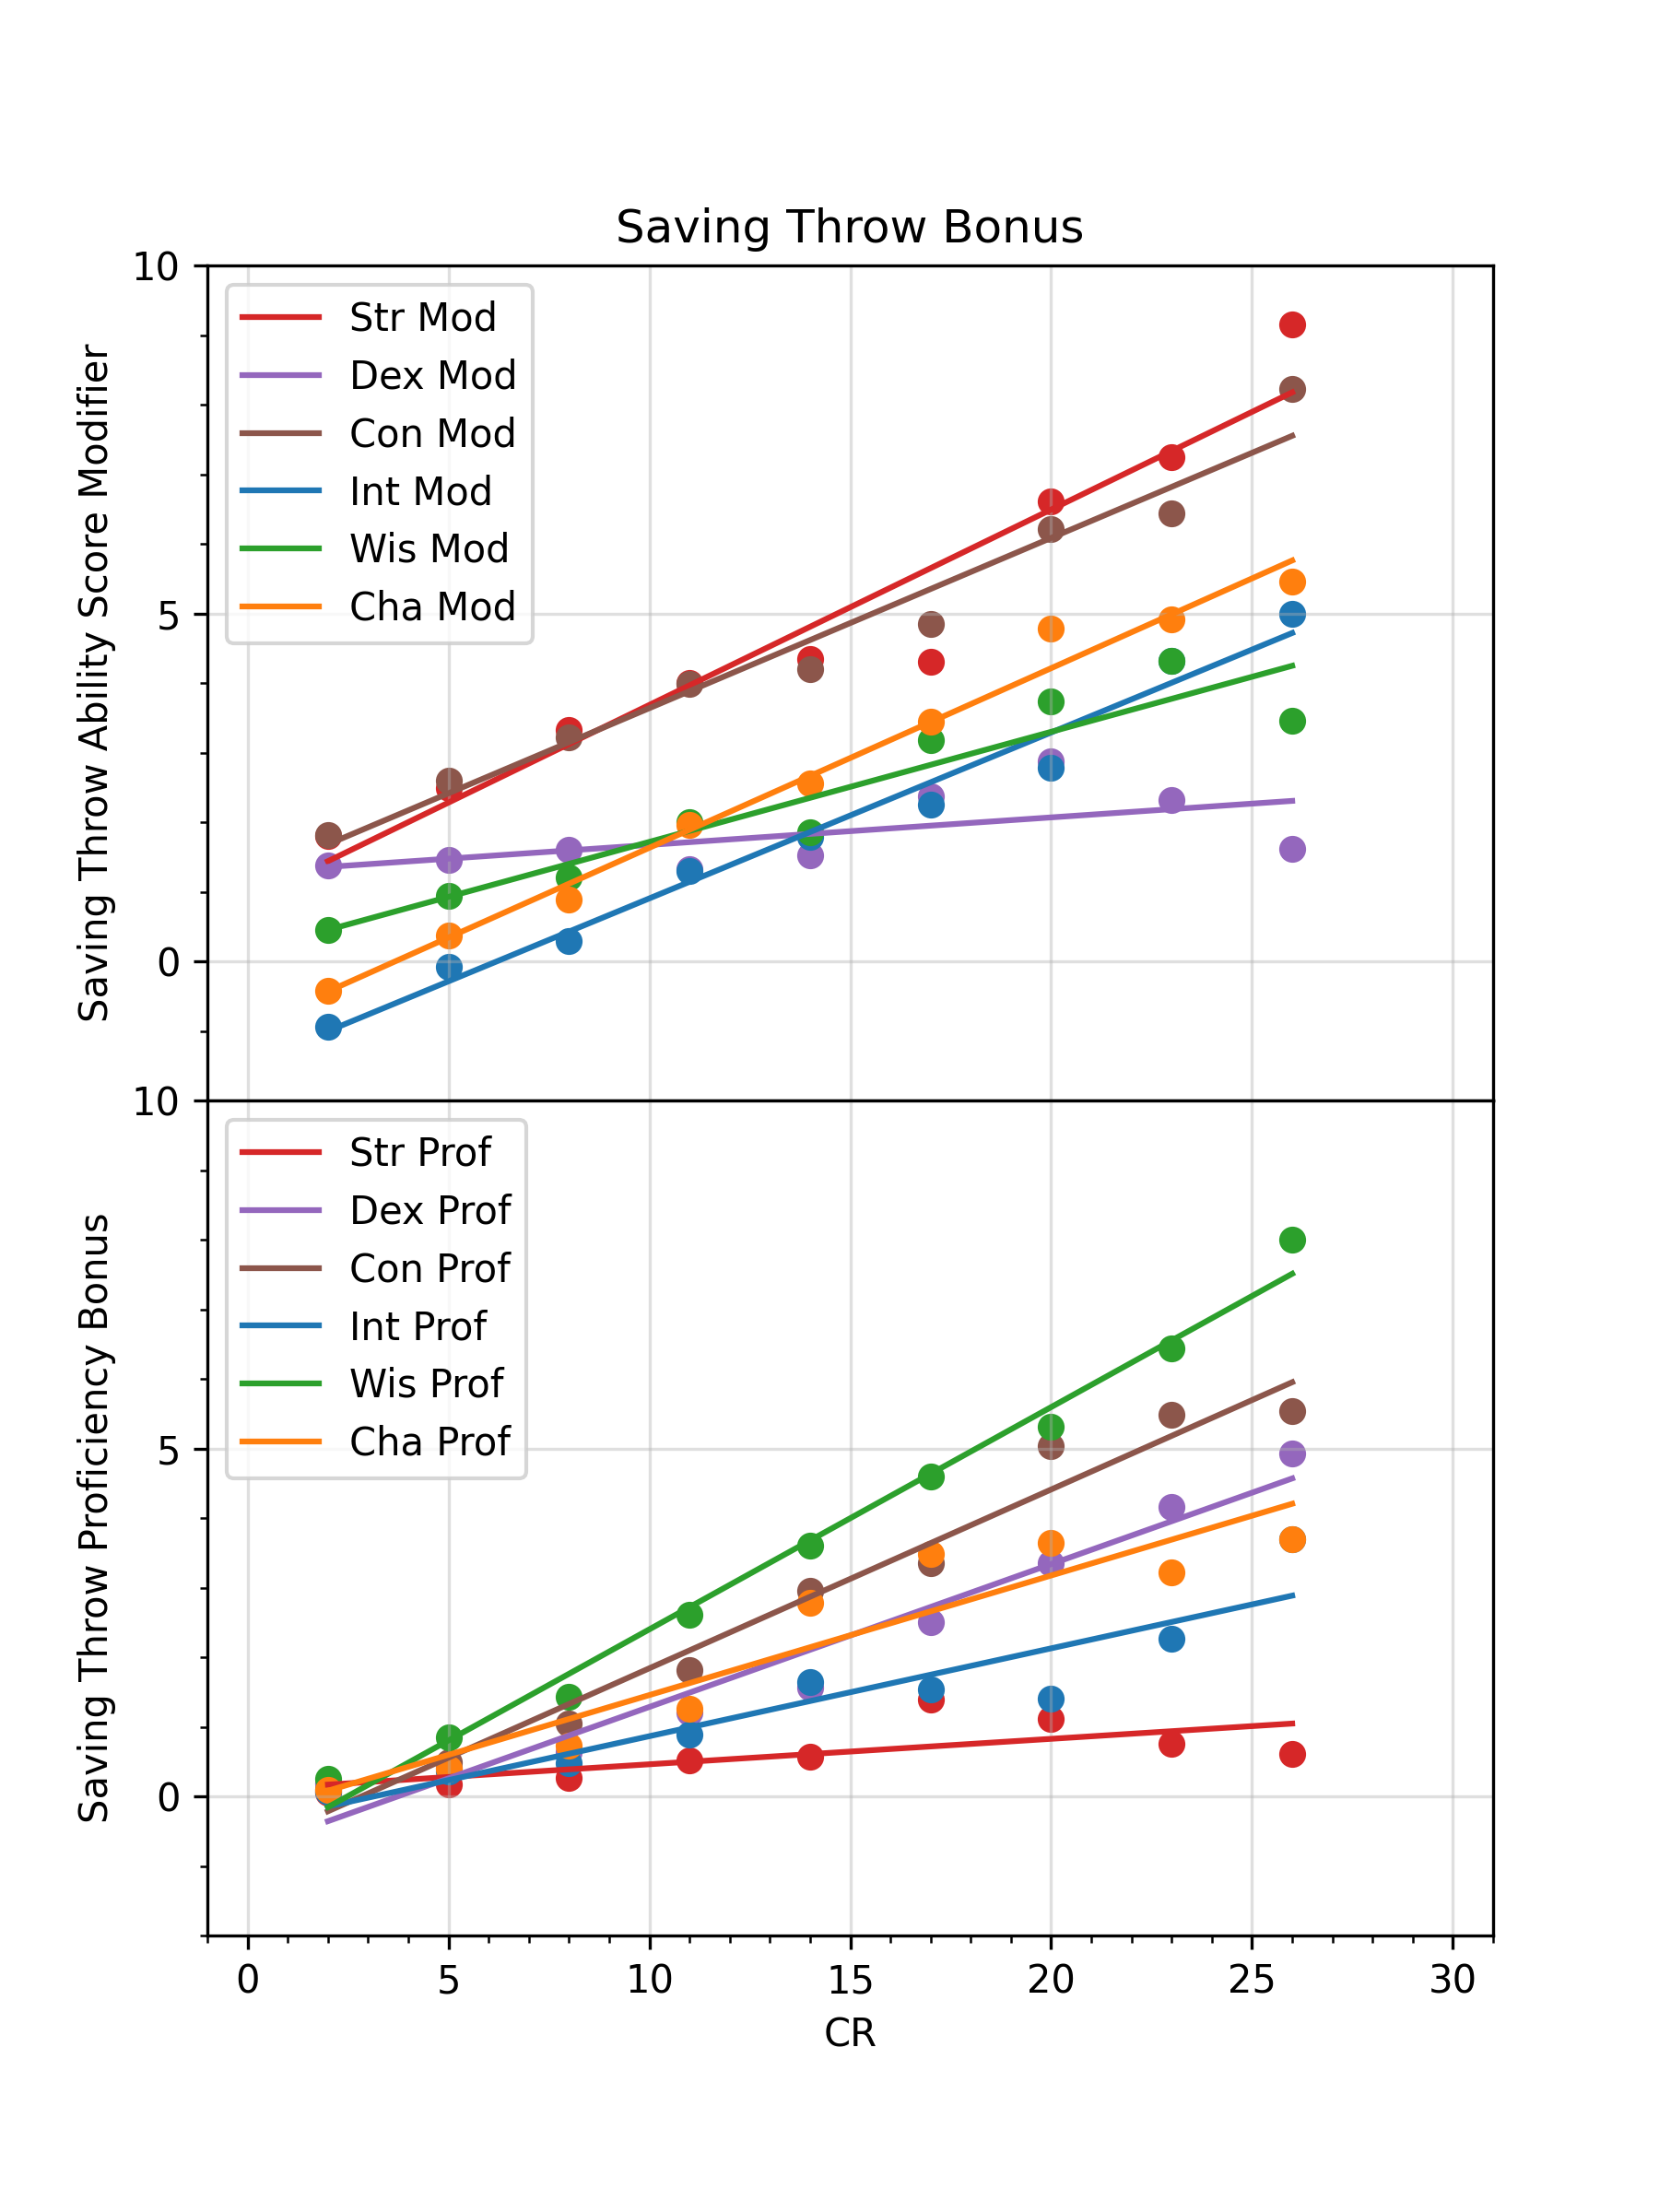 Saving Throw Bonus
Saving Throw Ability Score Modifier
10
5
0
Str Mod
Dex Mod
Con Mod
Int Mod
Wis Mod
Cha Mod
Saving Throw Proficiency Bonus
10
5
0
Str Prof
Dex Prof
Con Prof
Int Prof
Wis Prof
Cha Prof
0 5 10 15 20 25 30
CR